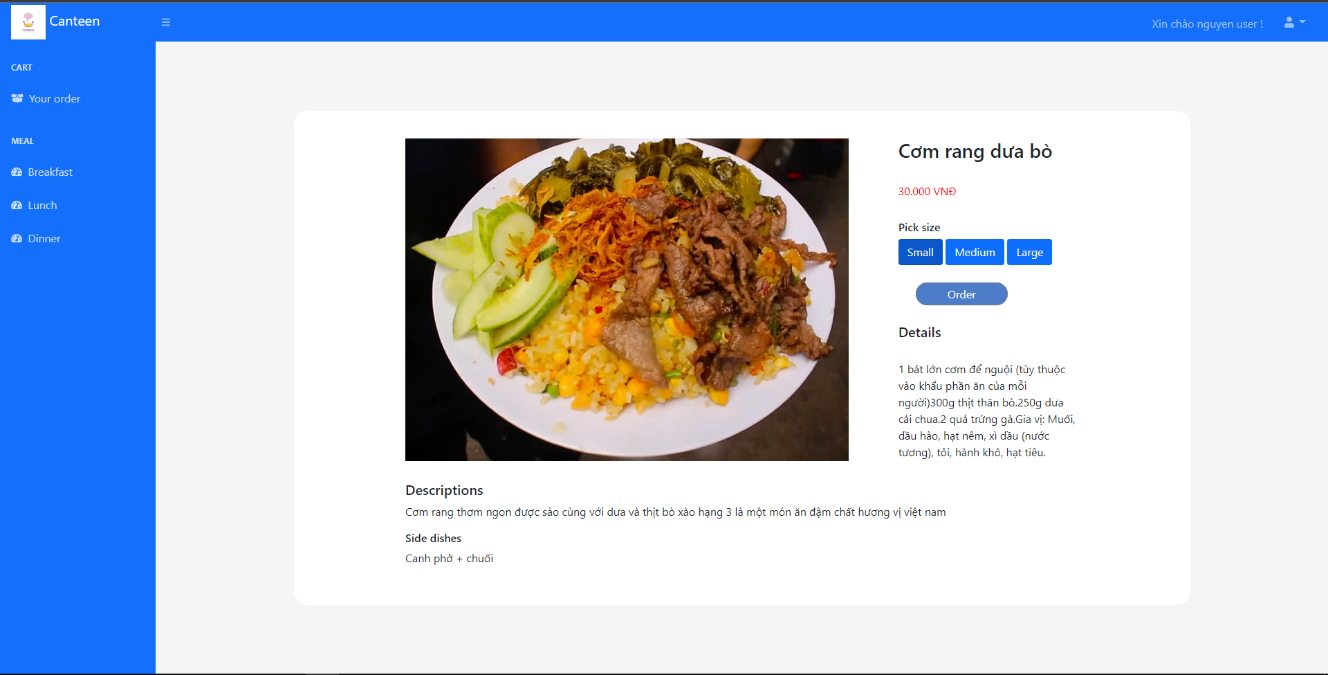 Canteen
Xin chào nguyen user !
CART
Your order
MEAL
Breakfast
Lunch
Dinner
Cơm rang dưa bò
30.000 VNĐ
Pick size
Small Medium Large
Order
Details
1 bát lớn cơm để nguội (tùy thuộc
vào khẩu phần ăn của mỗi
người)300g thịt thăn bò.250g dưa
cải chua.2 quả trứng gà.Gia vị: Muối,
dầu hào, hạt nêm, xì dầu (nước
tương), tỏi, hành khô, hạt tiêu.
Descriptions
Cơm rang thơm ngon được sào cùng với dưa và thịt bò xào hạng 3 là một món ăn đậm chất hương vị việt nam
Side dishes
Canh phở + chuối